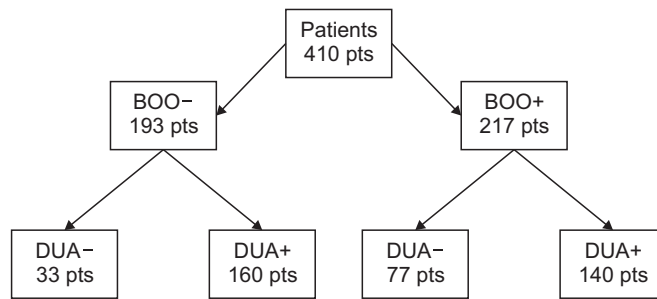 Patients
410 pts
BOO−
193 pts
BOO+
217 pts
DUA−
33 pts
DUA+
160 pts
DUA−
77 pts
DUA+
140 pts